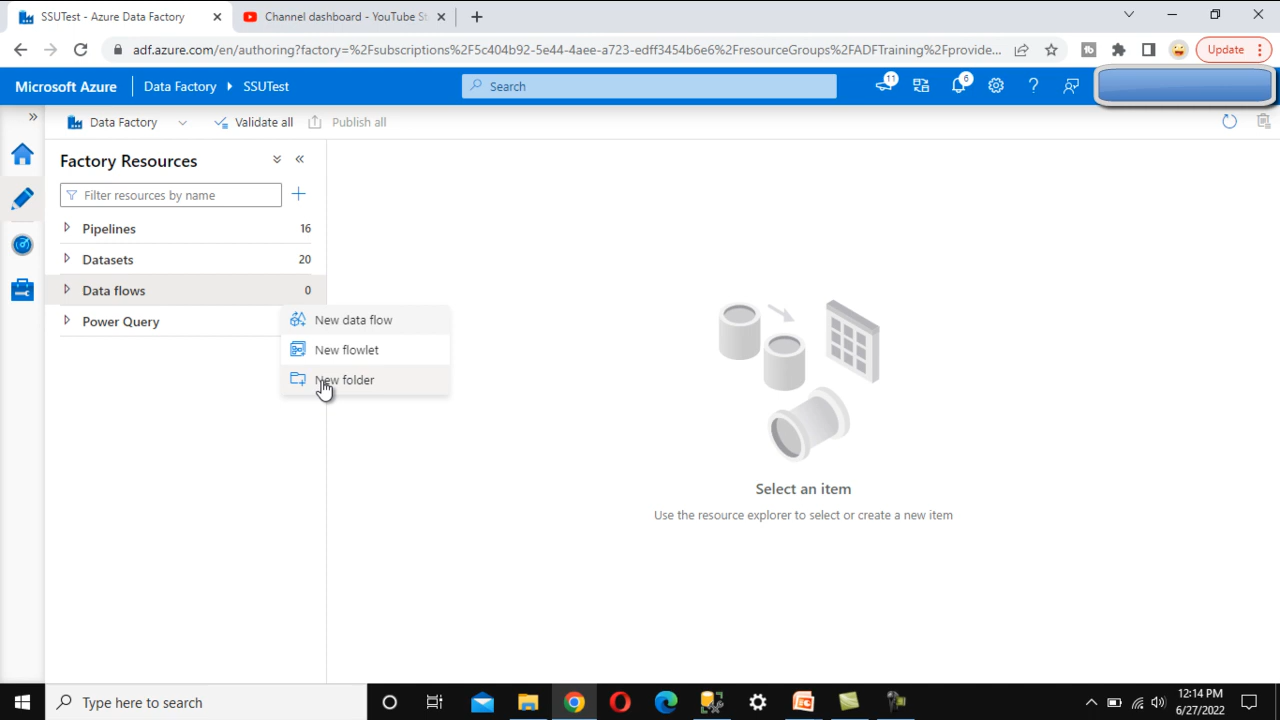 SSUTest - Azure Data Factory
Channel dashboard - YouTube St
adf.azure.com/en/authoring?factory=%2Fsubscriptions%2F5c404b92-5e44-4aee-a723-edff3454b6e6%2FresourceGroups%2FADFTraining%2Fprovide...
Update
Microsoft Azure
Data Factory
SSUTest
Search
11
6
Data Factory
Validate all
Publish all
Factory Resources
Filter resources by name
Pipelines 16
Datasets 20
Data flows 0
Power Query
New data flow
New flowlet
New folder
Select an item
Use the resource explorer to select or create a new item
Type here to search
12:14 PM
6/27/2022